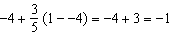 −4 + 3/5 (1 − −4) = −4 + 3 = −1